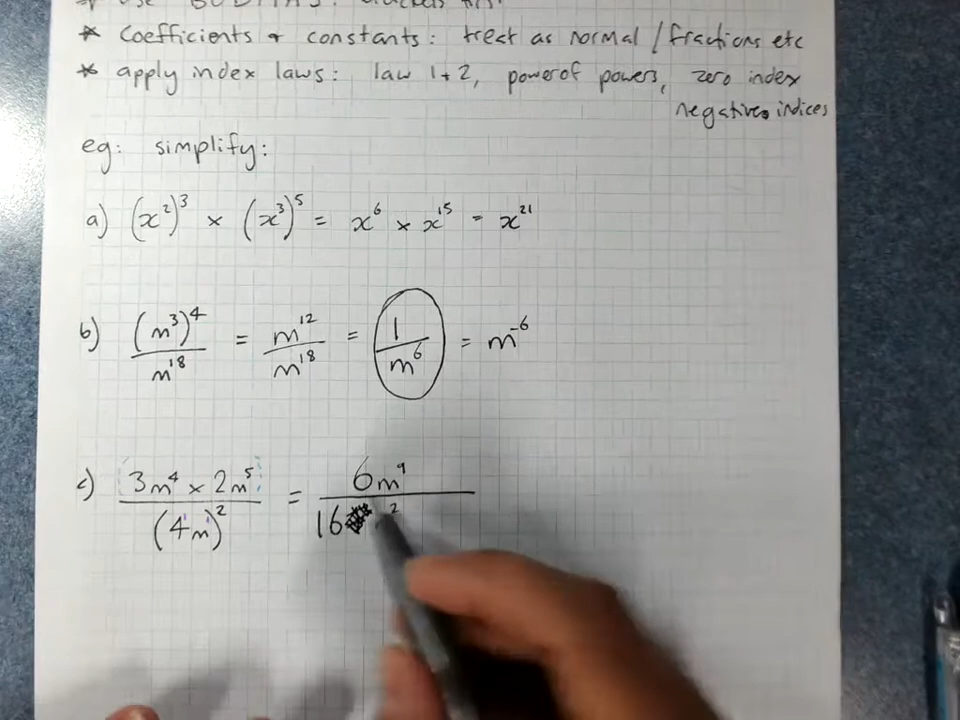 * Coefficients + constants: treat as normal / fractions etc
* apply index laws: law 1+2, power of powers, zero index
negative indices
eg: simplify:
a) (x²)³ × (x³)⁵ = x⁶ × x¹⁵ = x²¹
b) (m³)⁴/m¹⁸ = m¹²/m¹⁸ = 1/m⁶ = m⁻⁶
c) 3m⁴ × 2m⁵/(4m)² = 6m⁹/16 ²